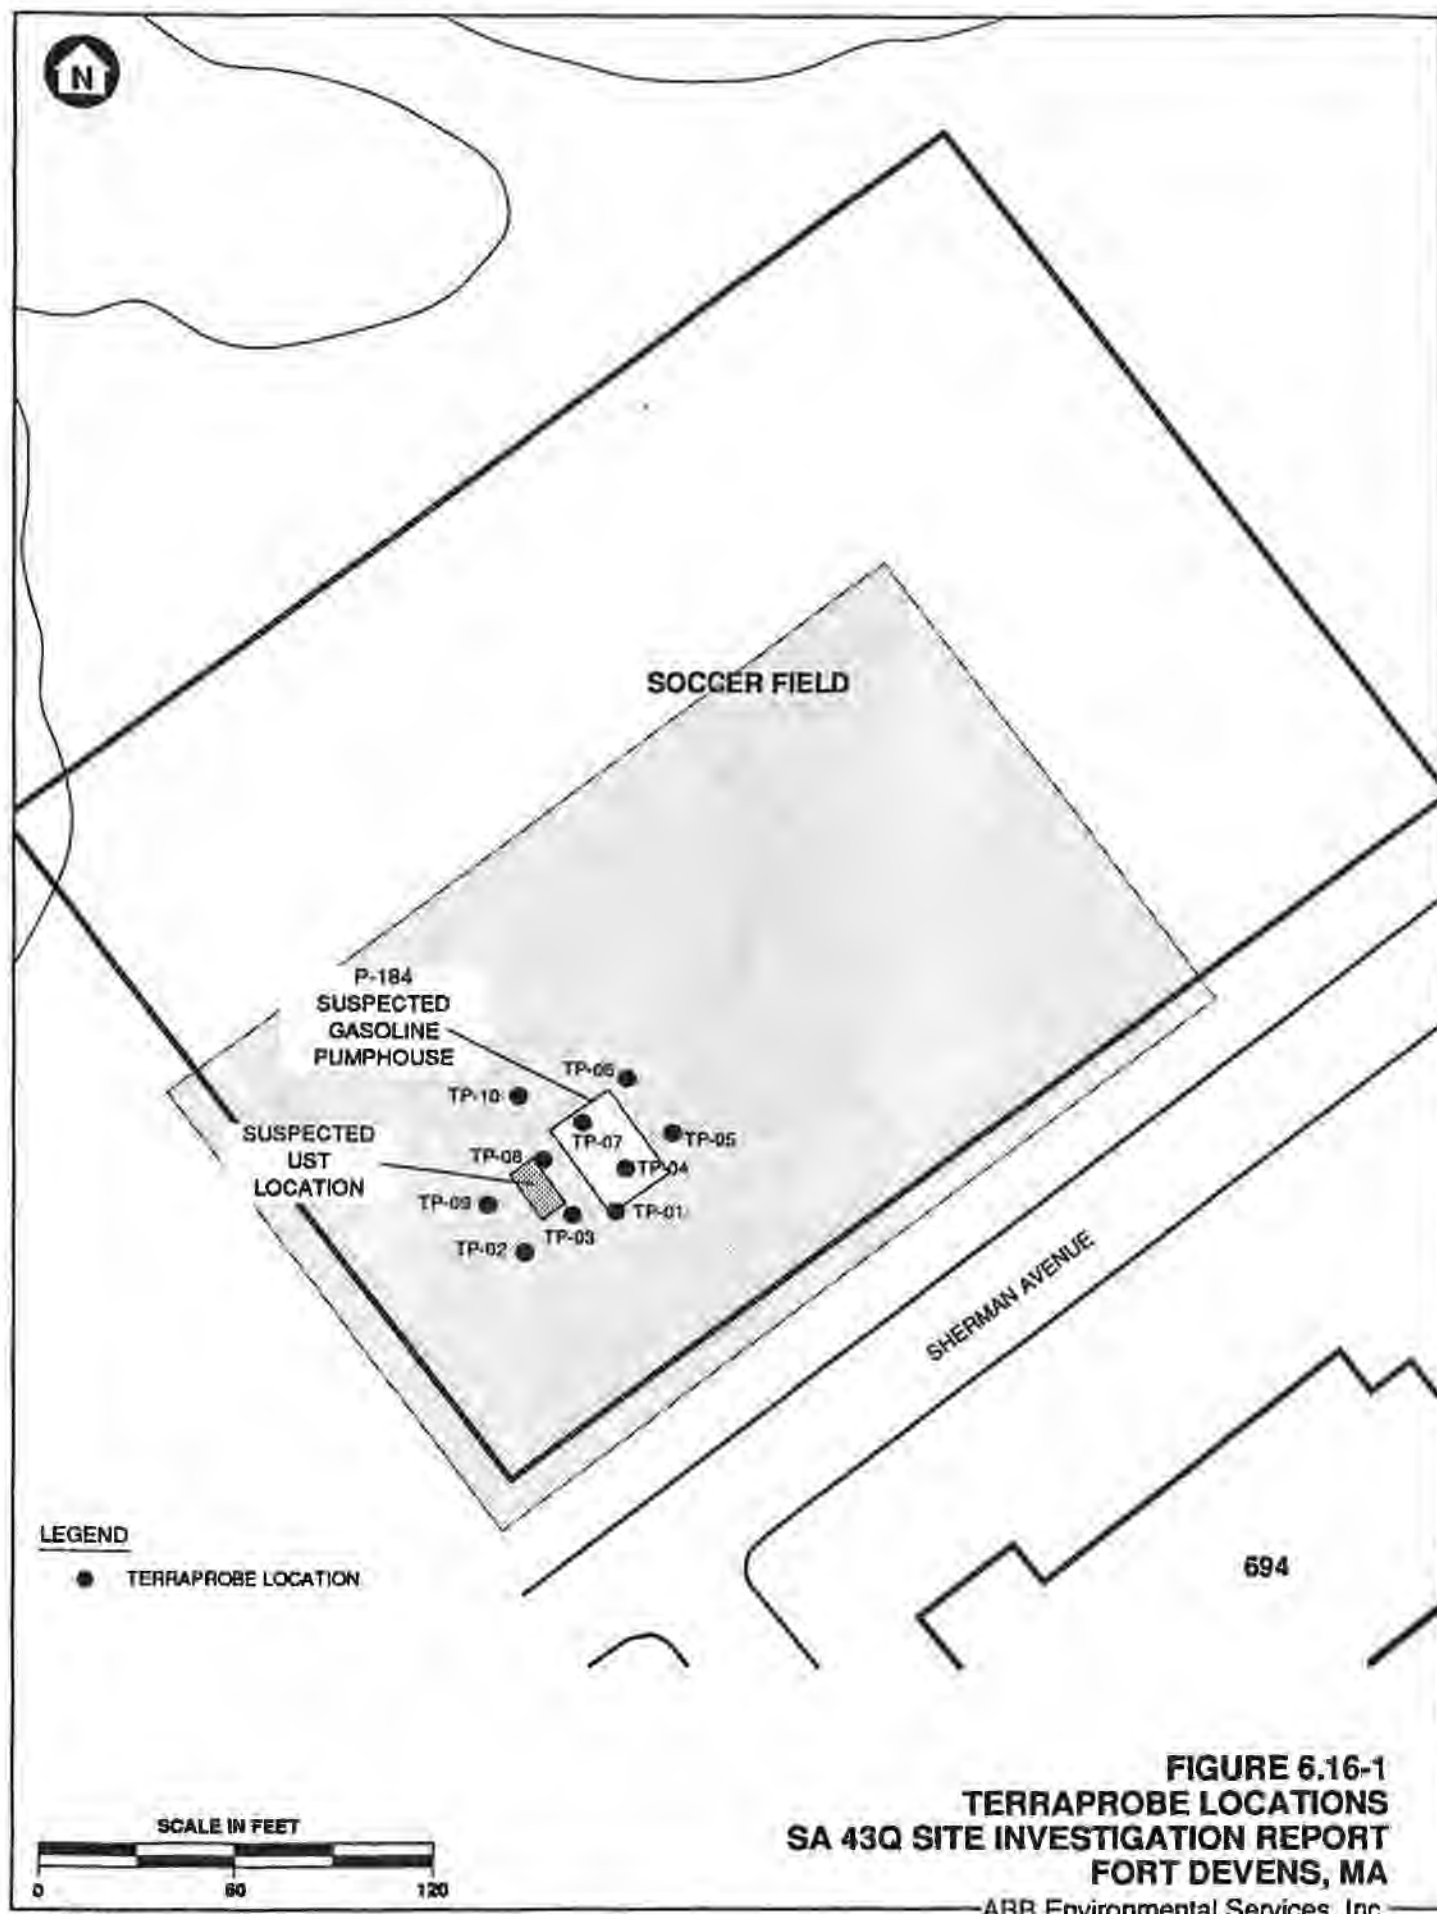 N
SOCCER FIELD
P-184
SUSPECTED
GASOLINE
PUMPHOUSE
TP-06
TP-10
TP-07
TP-05
SUSPECTED
UST
LOCATION
TP-08
TP-04
TP-09
TP-01
TP-03
TP-02
SHERMAN AVENUE
LEGEND
TERRAPROBE LOCATION
694
SCALE IN FEET
0 60 120
FIGURE 6.16-1
TERRAPROBE LOCATIONS
SA 43Q SITE INVESTIGATION REPORT
FORT DEVENS, MA
ABB Environmental Services, Inc.